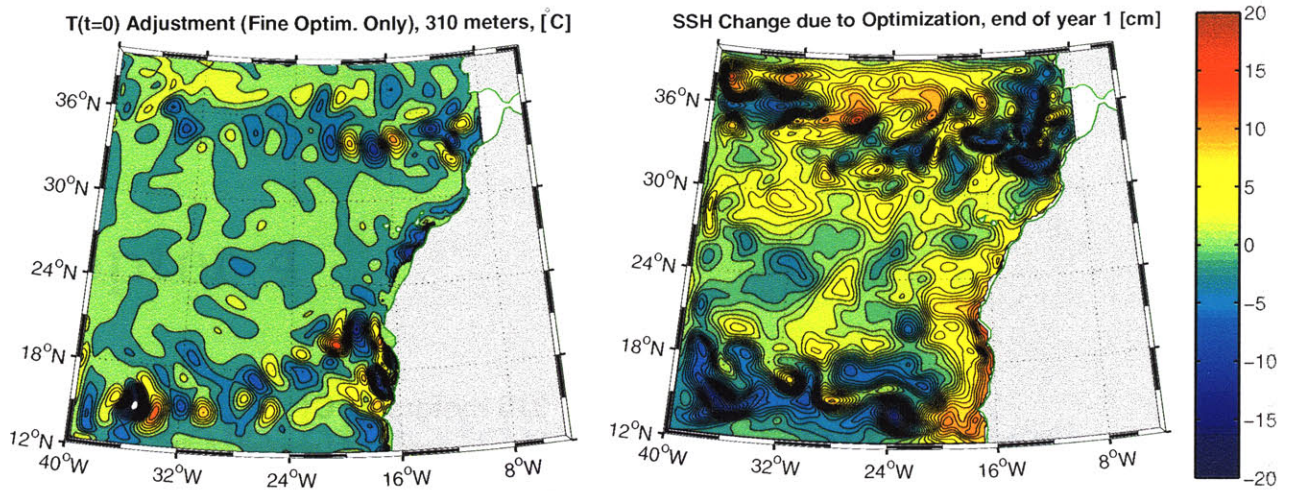 T(t=0) Adjustment (Fine Optim. Only), 310 meters, [°C]
36°N
30°N
24°N
18°N
12°N
40°W
32°W
24°W
16°W
8°W
SSH Change due to Optimization, end of year 1 [cm]
36°N
30°N
24°N
18°N
12°N
40°W
32°W
24°W
16°W
8°W
20
15
10
5
0
−5
−10
−15
−20